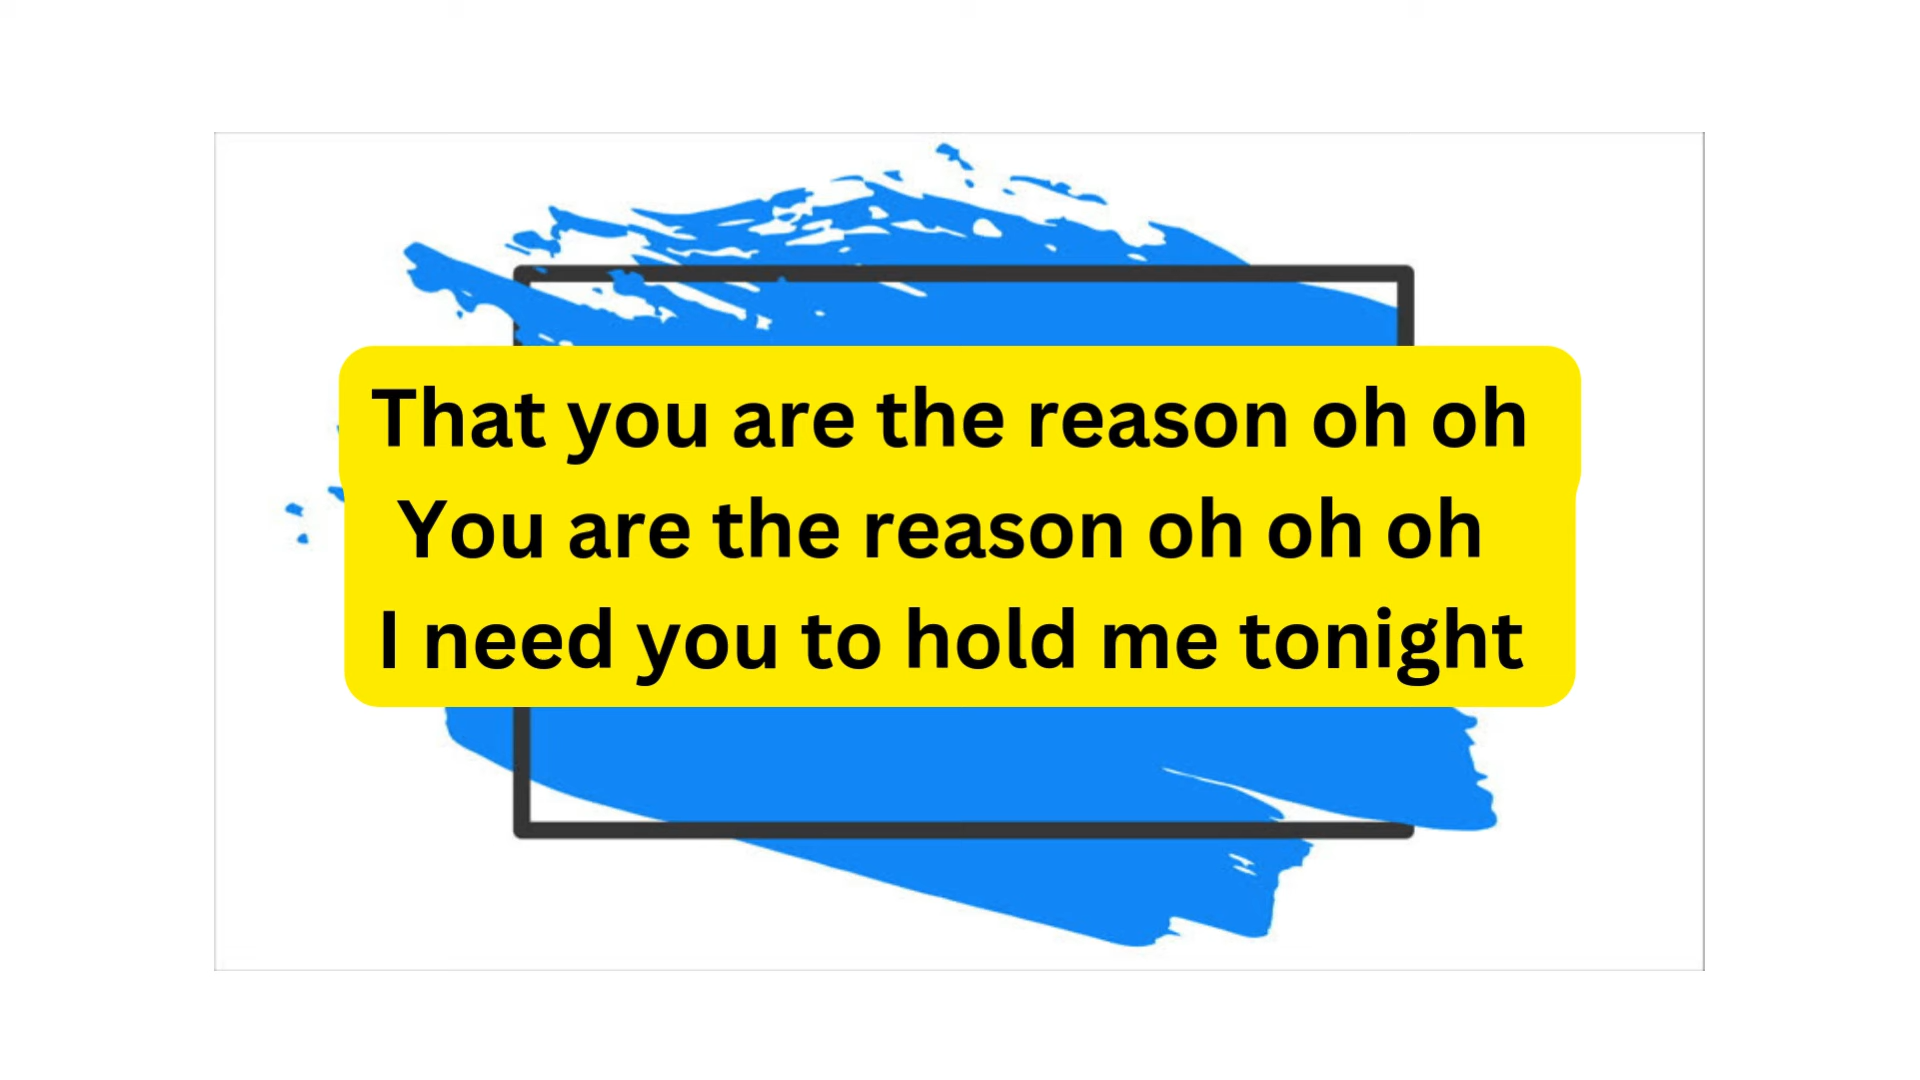 That you are the reason oh oh
You are the reason oh oh oh
I need you to hold me tonight